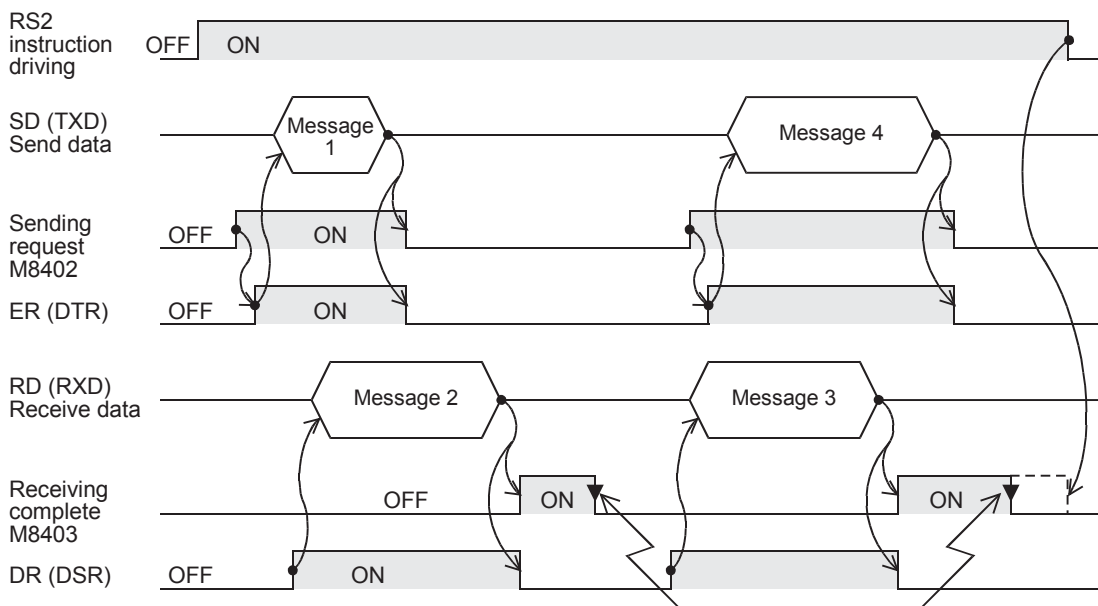 RS2
instruction
driving
OFF
ON
SD (TXD)
Send data
Message
1
Message 4
Sending
request
M8402
OFF
ON
ER (DTR)
OFF
ON
RD (RXD)
Receive data
Message 2
Message 3
Receiving
complete
M8403
OFF
ON
ON
DR (DSR)
OFF
ON